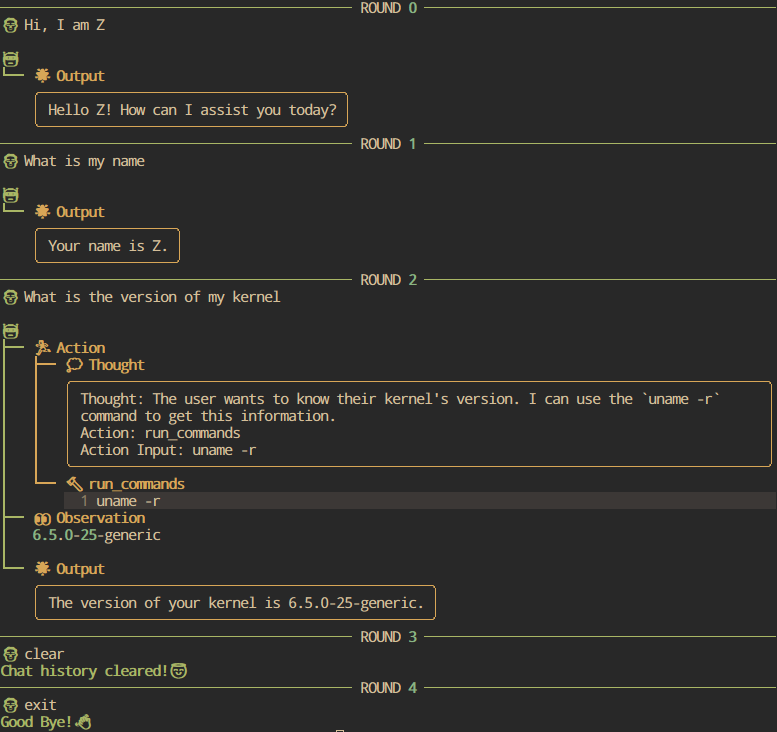 ROUND 0
Hi, I am Z
Output
Hello Z! How can I assist you today?
ROUND 1
What is my name
Output
Your name is Z.
ROUND 2
What is the version of my kernel
Action
Thought
Thought: The user wants to know their kernel's version. I can use the `uname -r`
command to get this information.
Action: run_commands
Action Input: uname -r
run_commands
1 uname -r
Observation
6.5.0-25-generic
Output
The version of your kernel is 6.5.0-25-generic.
ROUND 3
clear
Chat history cleared!
ROUND 4
exit
Good Bye!